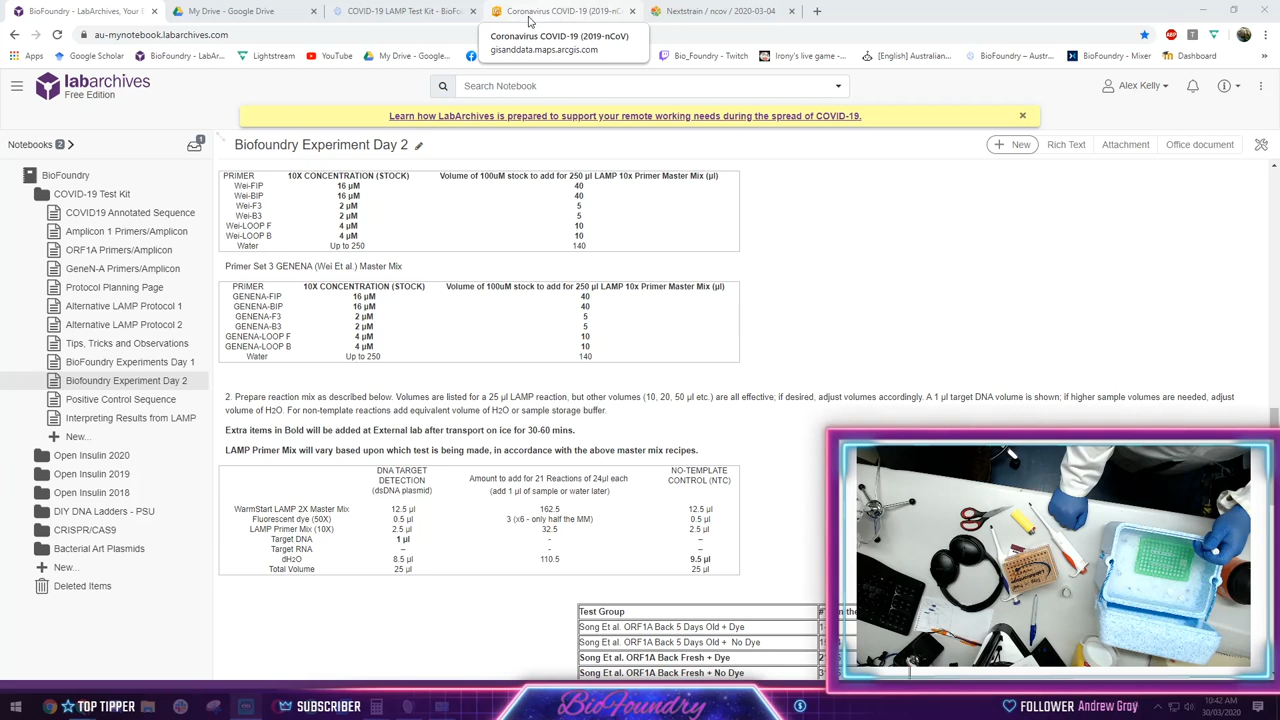 BioFoundry - LabArchives, Your E
My Drive - Google Drive
COVID-19 LAMP Test Kit - BioFo
Coronavirus COVID-19 (2019-nC
Nextstrain / ncov / 2020-03-04
Coronavirus COVID-19 (2019-nCoV)
gisanddata.maps.arcgis.com
au-mynotebook.labarchives.com
Apps
G Suite
BioFoundry - LabAr...
Lightstream
YouTube
My Drive - Google...
Bio_Foundry - Twitch
Irony's live game -...
[English] Australian...
BioFoundry – Austr...
BioFoundry - Mixer
Dashboard
labarchives
Free Edition
Search Notebook
Alex Kelly
Learn how LabArchives is prepared to support your remote working needs during the spread of COVID-19.
Notebooks 2
1
Biofoundry Experiment Day 2
New
Rich Text
Attachment
Office document
BioFoundry
COVID-19 Test Kit
COVID19 Annotated Sequence
Amplicon 1 Primers/Amplicon
ORF1A Primers/Amplicon
GeneN-A Primers/Amplicon
Protocol Planning Page
Alternative LAMP Protocol 1
Alternative LAMP Protocol 2
Tips, Tricks and Observations
BioFoundry Experiments Day 1
Biofoundry Experiment Day 2
Positive Control Sequence
Interpreting Results from LAMP
New...
Open Insulin 2020
Open Insulin 2019
Open Insulin 2018
DIY DNA Ladders - PSU
CRISPR/CAS9
Bacterial Art Plasmids
New...
Deleted Items
PRIMER 10X CONCENTRATION (STOCK) Volume of 100uM stock to add for 250 µl LAMP 10x Primer Master Mix (µl)
Wei-FIP 16 µM 40
Wei-BIP 16 µM 40
Wei-F3 2 µM 5
Wei-B3 2 µM 5
Wei-LOOP F 4 µM 10
Wei-LOOP B 4 µM 10
Water Up to 250 140
Primer Set 3 GENENA (Wei Et al.) Master Mix
PRIMER 10X CONCENTRATION (STOCK) Volume of 100uM stock to add for 250 µl LAMP 10x Primer Master Mix (µl)
GENENA-FIP 16 µM 40
GENENA-BIP 16 µM 40
GENENA-F3 2 µM 5
GENENA-B3 2 µM 5
GENENA-LOOP F 4 µM 10
GENENA-LOOP B 4 µM 10
Water Up to 250 140
2. Prepare reaction mix as described below. Volumes are listed for a 25 µl LAMP reaction, but other volumes (10, 20, 50 µl etc.) are all effective; if desired, adjust volumes accordingly. A 1 µl target DNA volume is shown; if higher sample volumes are needed, adjust
volume of H2O. For non-template reactions add equivalent volume of H2O or sample storage buffer.
Extra items in Bold will be added at External lab after transport on ice for 30-60 mins.
LAMP Primer Mix will vary based upon which test is being made, in accordance with the above master mix recipes.
DNA TARGET DETECTION (dsDNA plasmid) Amount to add for 21 Reactions of 24µl each (add 1 µl of sample or water later) NO-TEMPLATE CONTROL (NTC)
WarmStart LAMP 2X Master Mix 12.5 µl 162.5 12.5 µl
Fluorescent dye (50X) 0.5 µl 3 (x6 - only half the MM) 0.5 µl
LAMP Primer Mix (10X) 2.5 µl 32.5 2.5 µl
Target DNA 1 µl - –
Target RNA – - –
dH2O 8.5 µl 110.5 9.5 µl
Total Volume 25 µl 25 µl
Test Group
Song Et al. ORF1A Back 5 Days Old + Dye
Song Et al. ORF1A Back 5 Days Old + No Dye
Song Et al. ORF1A Back Fresh + Dye
Song Et al. ORF1A Back Fresh + No Dye
TOP TIPPER
SUBSCRIBER
BIOFOUNDRY
FOLLOWER Andrew Groy
10:42 AM
30/03/2020